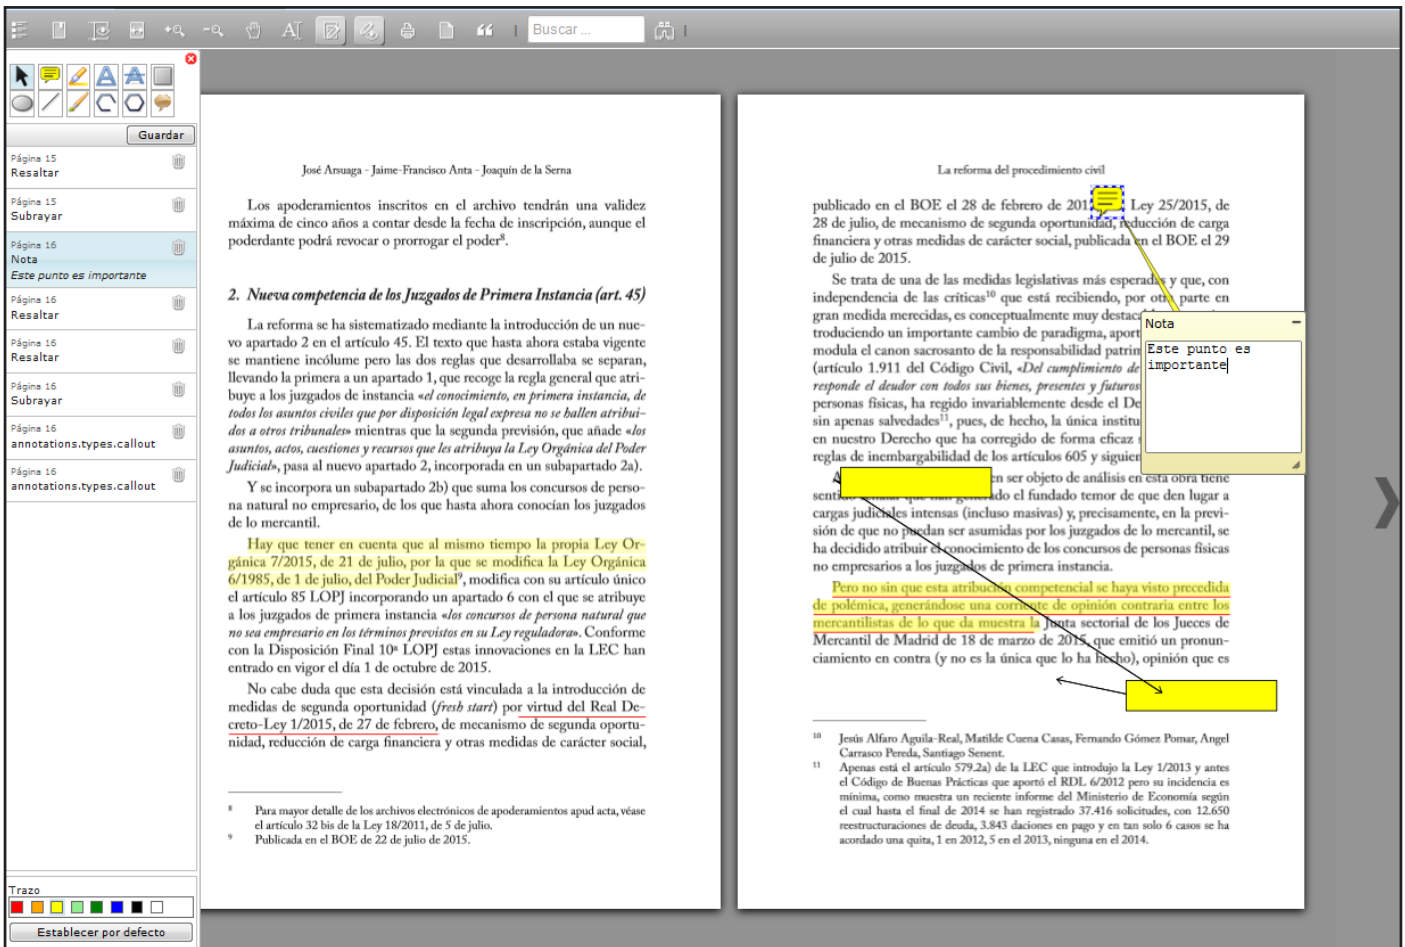 Buscar ...
Guardar
Página 15
Resaltar
Página 15
Subrayar
Página 16
Nota
Este punto es importante
Página 16
Resaltar
Página 16
Resaltar
Página 16
Subrayar
Página 16
annotations.types.callout
Página 16
annotations.types.callout
Trazo
Establecer por defecto
José Arsuaga - Jaime-Francisco Anta - Joaquín de la Serna
Los apoderamientos inscritos en el archivo tendrán una validez
máxima de cinco años a contar desde la fecha de inscripción, aunque el
poderdante podrá revocar o prorrogar el poder⁸.
2. Nueva competencia de los Juzgados de Primera Instancia (art. 45)
La reforma se ha sistematizado mediante la introducción de un nue-
vo apartado 2 en el artículo 45. El texto que hasta ahora estaba vigente
se mantiene incólume pero las dos reglas que desarrollaba se separan,
llevando la primera a un apartado 1, que recoge la regla general que atri-
buye a los juzgados de instancia «el conocimiento, en primera instancia, de
todos los asuntos civiles que por disposición legal expresa no se hallen atribui-
dos a otros tribunales» mientras que la segunda previsión, que añade «los
asuntos, actos, cuestiones y recursos que les atribuya la Ley Orgánica del Poder
Judicial», pasa al nuevo apartado 2, incorporada en un subapartado 2a).
Y se incorpora un subapartado 2b) que suma los concursos de perso-
na natural no empresario, de los que hasta ahora conocían los juzgados
de lo mercantil.
Hay que tener en cuenta que al mismo tiempo la propia Ley Or-
gánica 7/2015, de 21 de julio, por la que se modifica la Ley Orgánica
6/1985, de 1 de julio, del Poder Judicial⁹, modifica con su artículo único
el artículo 85 LOPJ incorporando un apartado 6 con el que se atribuye
a los juzgados de primera instancia «los concursos de persona natural que
no sea empresario en los términos previstos en su Ley reguladora». Conforme
con la Disposición Final 10ª LOPJ estas innovaciones en la LEC han
entrado en vigor el día 1 de octubre de 2015.
No cabe duda que esta decisión está vinculada a la introducción de
medidas de segunda oportunidad (fresh start) por virtud del Real De-
creto-Ley 1/2015, de 27 de febrero, de mecanismo de segunda oportu-
nidad, reducción de carga financiera y otras medidas de carácter social,
8 Para mayor detalle de los archivos electrónicos de apoderamientos apud acta, véase
el artículo 32 bis de la Ley 18/2011, de 5 de julio.
9 Publicada en el BOE de 22 de julio de 2015.
La reforma del procedimiento civil
publicado en el BOE el 28 de febrero de 201 Ley 25/2015, de
28 de julio, de mecanismo de segunda oportunidad, reducción de carga
financiera y otras medidas de carácter social, publicada en el BOE el 29
de julio de 2015.
Se trata de una de las medidas legislativas más esperadas y que, con
independencia de las críticas¹⁰ que está recibiendo, por otra parte en
gran medida merecidas, es conceptualmente muy destaca
troduciendo un importante cambio de paradigma, aport
modula el canon sacrosanto de la responsabilidad patrim
(artículo 1.911 del Código Civil, «Del cumplimiento de
responde el deudor con todos sus bienes, presentes y futuros
personas físicas, ha regido invariablemente desde el De
sin apenas salvedades¹¹, pues, de hecho, la única institu
en nuestro Derecho que ha corregido de forma eficaz s
reglas de inembargabilidad de los artículos 605 y siguien
Nota
Este punto es
importante
en ser objeto de análisis en esta obra tiene
el fundado temor de que den lugar a
cargas judiciales intensas (incluso masivas) y, precisamente, en la previ-
sión de que no puedan ser asumidas por los juzgados de lo mercantil, se
ha decidido atribuir el conocimiento de los concursos de personas físicas
no empresarios a los juzgados de primera instancia.
Pero no sin que esta atribución competencial se haya visto precedida
de polémica, generándose una corriente de opinión contraria entre los
mercantilistas de lo que da muestra la Junta sectorial de los Jueces de
Mercantil de Madrid de 18 de marzo de 2015, que emitió un pronun-
ciamiento en contra (y no es la única que lo ha hecho), opinión que es
10 Jesús Alfaro Aguila-Real, Matilde Cuena Casas, Fernando Gómez Pomar, Angel
Carrasco Pereda, Santiago Senent.
11 Apenas está el artículo 579.2a) de la LEC que introdujo la Ley 1/2013 y antes
el Código de Buenas Prácticas que aportó el RDL 6/2012 pero su incidencia es
mínima, como muestra un reciente informe del Ministerio de Economía según
el cual hasta el final de 2014 se han registrado 37.416 solicitudes, con 12.650
reestructuraciones de deuda, 3.843 daciones en pago y en tan solo 6 casos se ha
acordado una quita, 1 en 2012, 5 en el 2013, ninguna en el 2014.